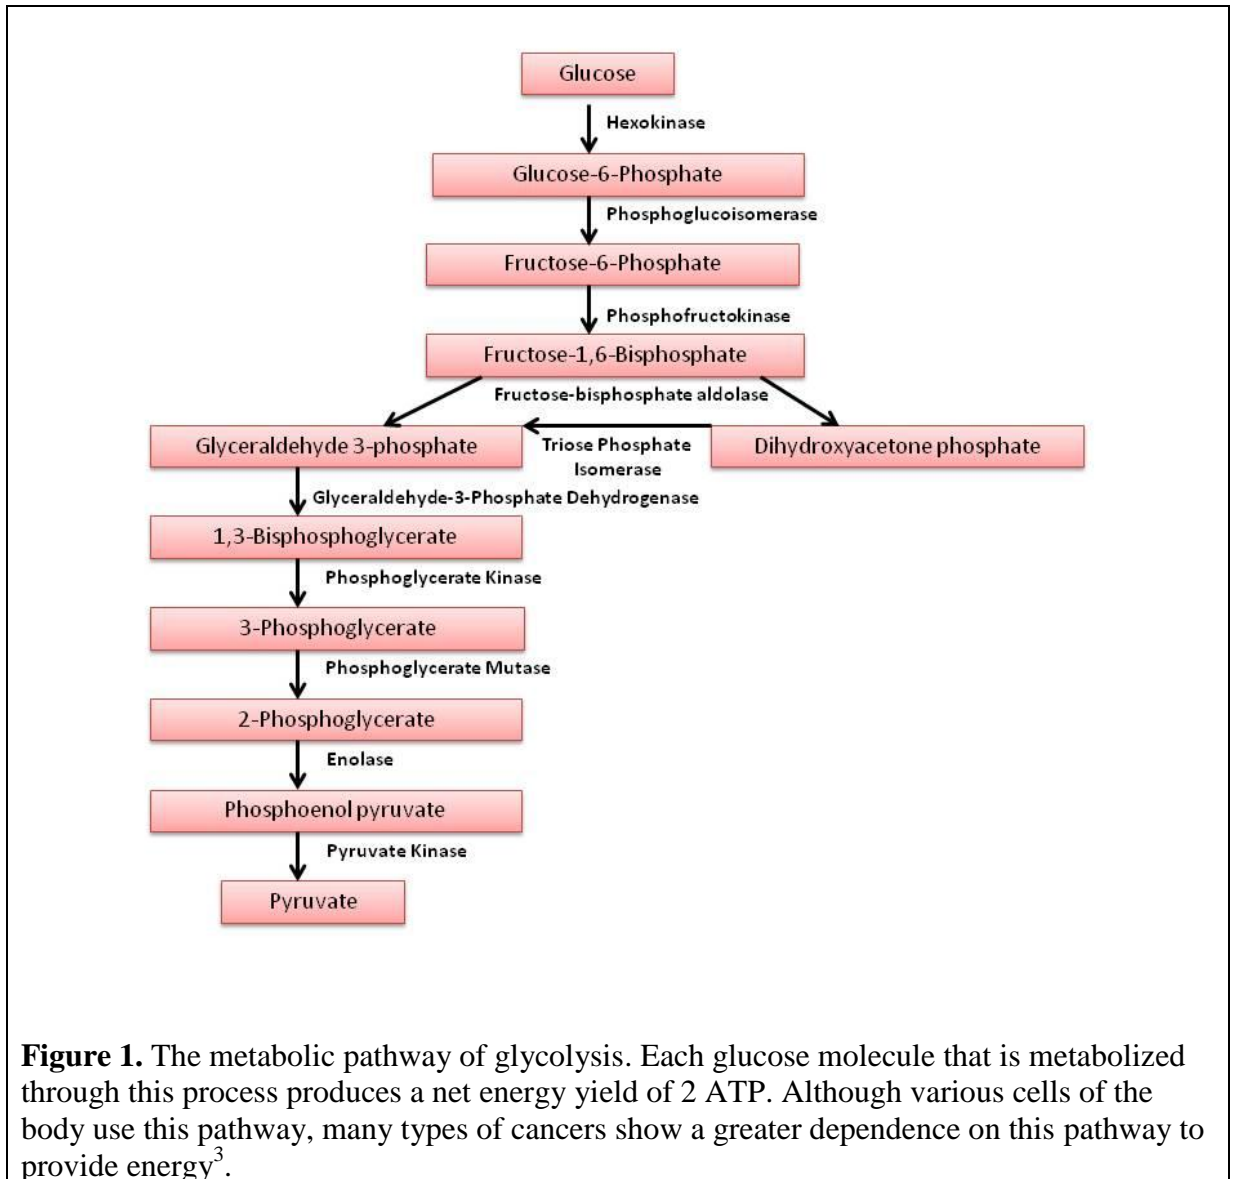 Glucose
Hexokinase
Glucose-6-Phosphate
Phosphoglucoisomerase
Fructose-6-Phosphate
Phosphofructokinase
Fructose-1,6-Bisphosphate
Fructose-bisphosphate aldolase
Glyceraldehyde 3-phosphate
Triose Phosphate
Isomerase
Dihydroxyacetone phosphate
Glyceraldehyde-3-Phosphate Dehydrogenase
1,3-Bisphosphoglycerate
Phosphoglycerate Kinase
3-Phosphoglycerate
Phosphoglycerate Mutase
2-Phosphoglycerate
Enolase
Phosphoenol pyruvate
Pyruvate Kinase
Pyruvate
Figure 1. The metabolic pathway of glycolysis. Each glucose molecule that is metabolized
through this process produces a net energy yield of 2 ATP. Although various cells of the
body use this pathway, many types of cancers show a greater dependence on this pathway to
provide energy³.